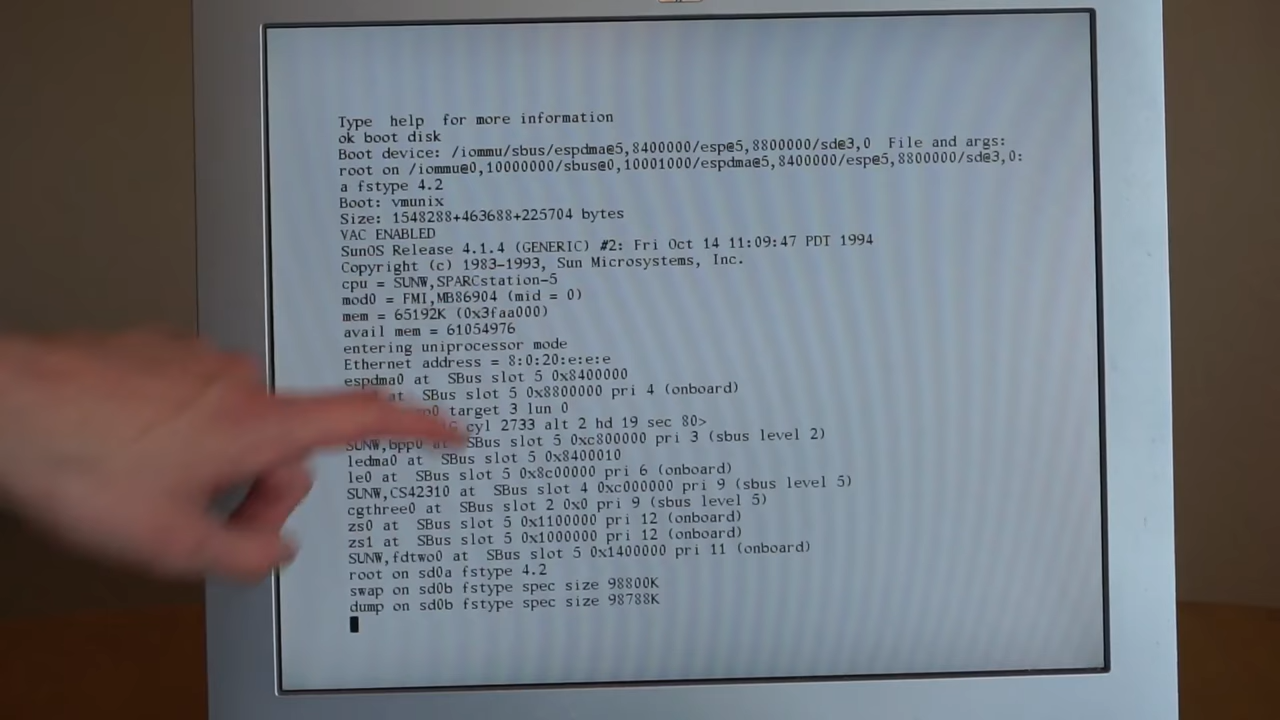 Type  help  for more information
ok boot disk
Boot device: /iommu/sbus/espdma@5,8400000/esp@5,8800000/sd@3,0  File and args:
root on /iommu@0,10000000/sbus@0,10001000/espdma@5,8400000/esp@5,8800000/sd@3,0:
a fstype 4.2
Boot: vmunix
Size: 1548288+463688+225704 bytes
VAC ENABLED
SunOS Release 4.1.4 (GENERIC) #2: Fri Oct 14 11:09:47 PDT 1994
Copyright (c) 1983-1993, Sun Microsystems, Inc.
cpu = SUNW,SPARCstation-5
mod0 = FMI,MB86904 (mid = 0)
mem = 65192K (0x3faa000)
avail mem = 61054976
entering uniprocessor mode
Ethernet address = 8:0:20:e:e:e
espdma0 at  SBus slot 5 0x8400000
at  SBus slot 5 0x8800000 pri 4 (onboard)
target 3 lun 0
cyl 2733 alt 2 hd 19 sec 80>
SUNW,bpp0 at  SBus slot 5 0xc800000 pri 3 (sbus level 2)
ledma0 at  SBus slot 5 0x8400010
le0 at  SBus slot 5 0x8c00000 pri 6 (onboard)
SUNW,CS42310 at  SBus slot 4 0xc000000 pri 9 (sbus level 5)
cgthree0 at  SBus slot 2 0x0 pri 9 (sbus level 5)
zs0 at  SBus slot 5 0x1100000 pri 12 (onboard)
zs1 at  SBus slot 5 0x1000000 pri 12 (onboard)
SUNW,fdtwo0 at  SBus slot 5 0x1400000 pri 11 (onboard)
root on sd0a fstype 4.2
swap on sd0b fstype spec size 98800K
dump on sd0b fstype spec size 98788K